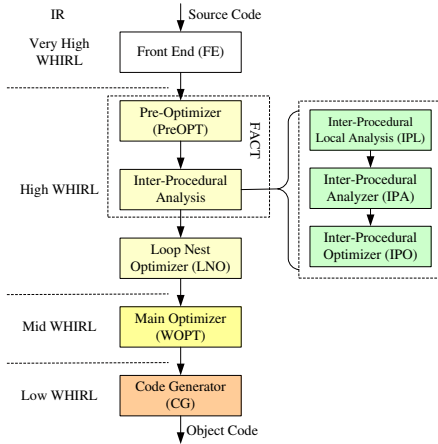 IR
Source Code
Very High
WHIRL
Front End (FE)
Pre-Optimizer
(PreOPT)
FACT
High WHIRL
Inter-Procedural
Analysis
Inter-Procedural
Local Analysis (IPL)
Inter-Procedural
Analyzer (IPA)
Inter-Procedural
Optimizer (IPO)
Loop Nest
Optimizer (LNO)
Mid WHIRL
Main Optimizer
(WOPT)
Low WHIRL
Code Generator
(CG)
Object Code